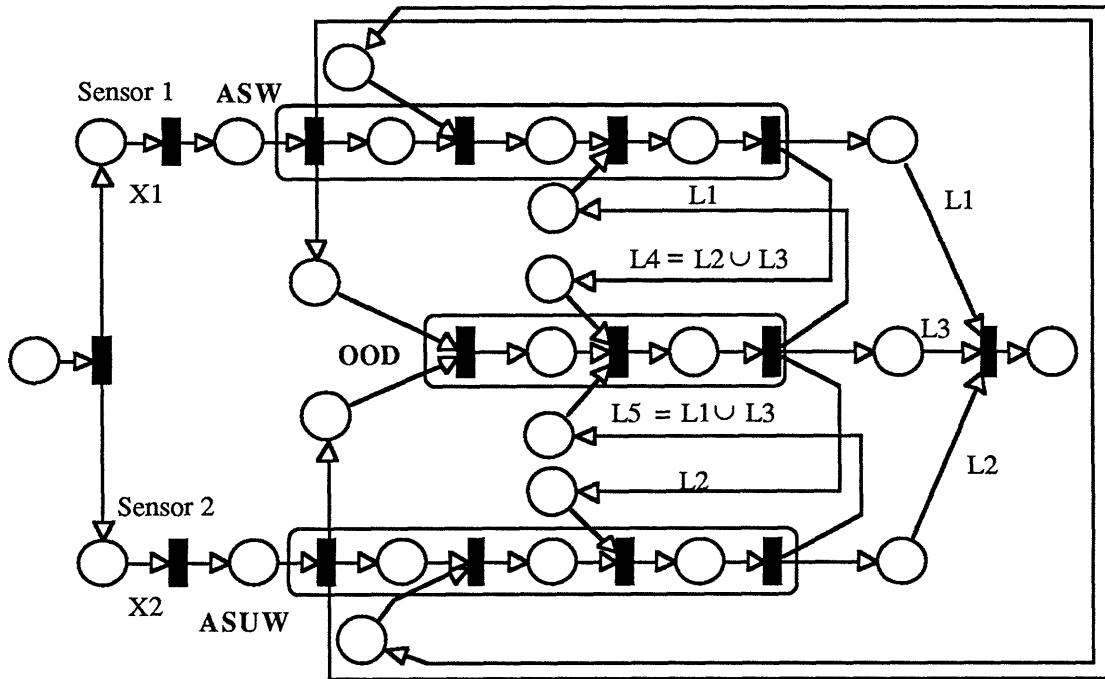 Sensor 1
ASW
X1
L1
L1
L4 = L2 ∪ L3
OOD
L3
L5 = L1 ∪ L3
L2
L2
Sensor 2
X2
ASUW